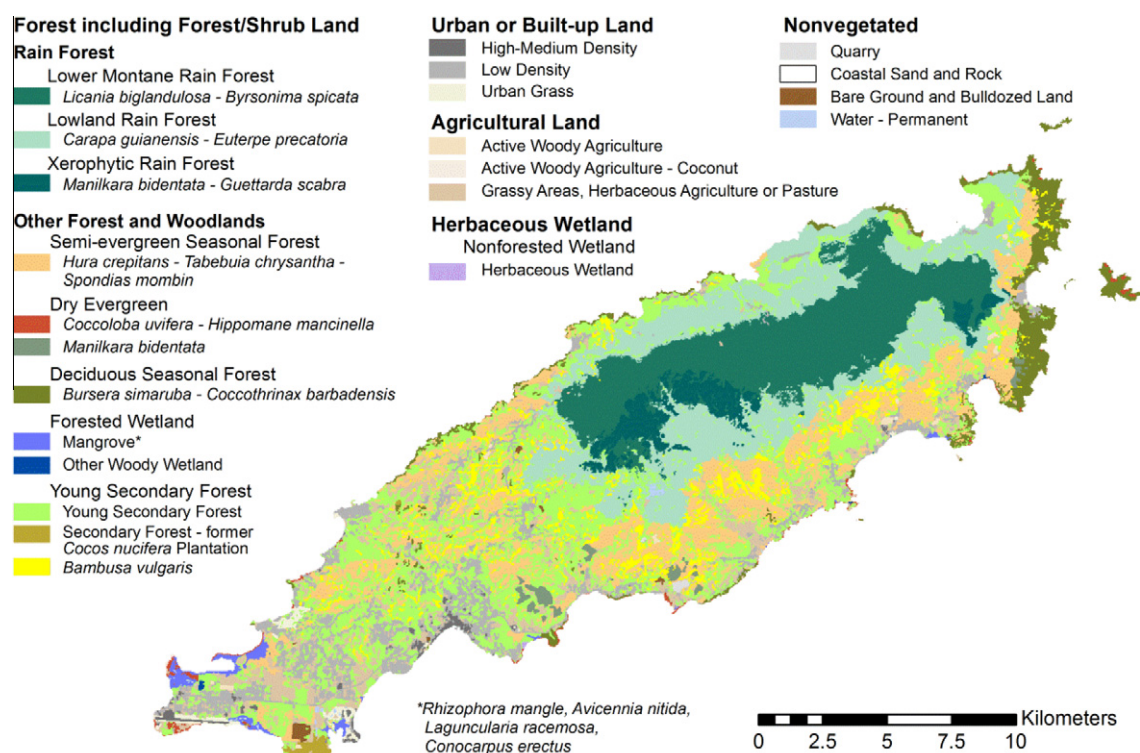 Forest including Forest/Shrub Land
Rain Forest
Lower Montane Rain Forest
Licania biglandulosa - Byrsonima spicata
Lowland Rain Forest
Carapa guianensis - Euterpe precatoria
Xerophytic Rain Forest
Manilkara bidentata - Guettarda scabra
Other Forest and Woodlands
Semi-evergreen Seasonal Forest
Hura crepitans - Tabebuia chrysantha -
Spondias mombin
Dry Evergreen
Coccoloba uvifera - Hippomane mancinella
Manilkara bidentata
Deciduous Seasonal Forest
Bursera simaruba - Coccothrinax barbadensis
Forested Wetland
Mangrove*
Other Woody Wetland
Young Secondary Forest
Young Secondary Forest
Secondary Forest - former
Cocos nucifera Plantation
Bambusa vulgaris
Urban or Built-up Land
High-Medium Density
Low Density
Urban Grass
Agricultural Land
Active Woody Agriculture
Active Woody Agriculture - Coconut
Grassy Areas, Herbaceous Agriculture or Pasture
Herbaceous Wetland
Nonforested Wetland
Herbaceous Wetland
Nonvegetated
Quarry
Coastal Sand and Rock
Bare Ground and Bulldozed Land
Water - Permanent
*Rhizophora mangle, Avicennia nitida,
Laguncularia racemosa,
Conocarpus erectus
Kilometers
0 2.5 5 7.5 10